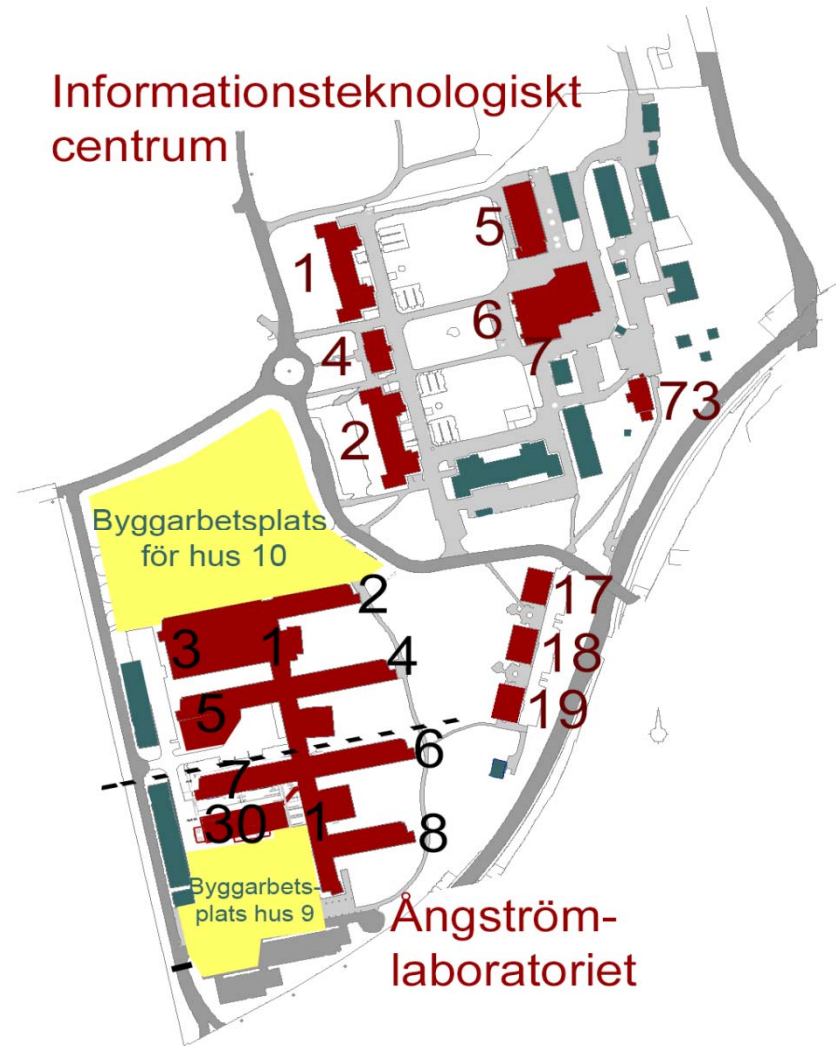 Informationsteknologiskt
centrum
5
1
6
4
7
73
2
Byggarbetsplats
för hus 10
2
17
3
1
4
18
5
19
6
7
30
1
8
Byggarbets-
plats hus 9
Ångström-
laboratoriet